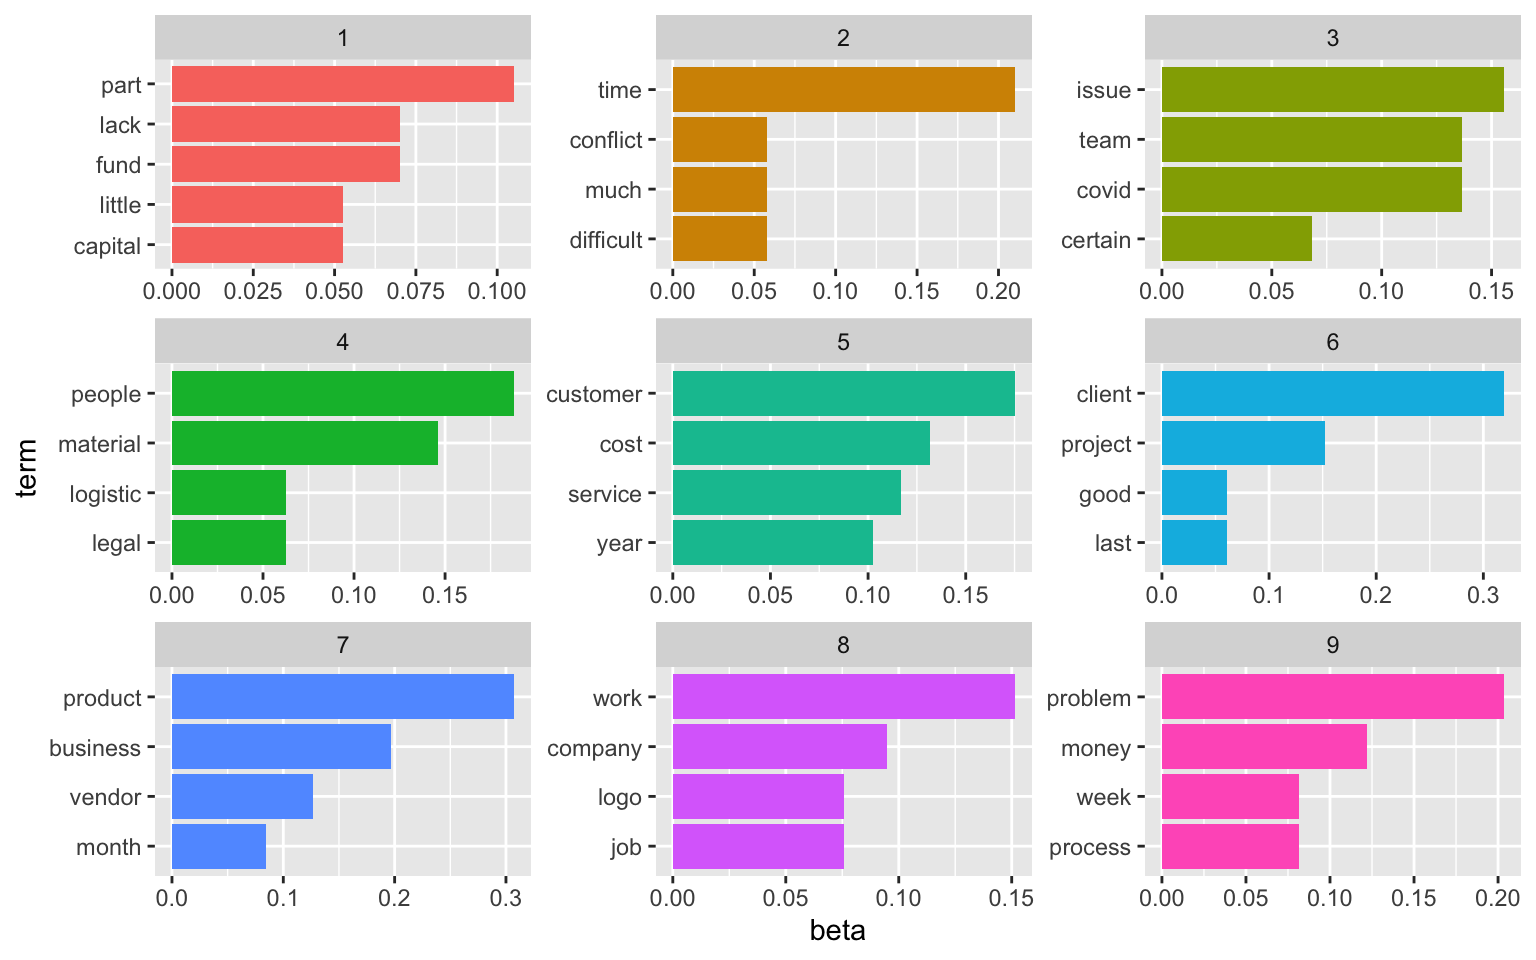 1
part
lack
fund
little
capital
0.000 0.025 0.050 0.075 0.100
2
time
conflict
much
difficult
0.00 0.05 0.10 0.15 0.20
3
issue
team
covid
certain
0.00 0.05 0.10 0.15
4
people
material
logistic
legal
0.00 0.05 0.10 0.15
5
customer
cost
service
year
0.00 0.05 0.10 0.15
6
client
project
good
last
0.0 0.1 0.2 0.3
7
product
business
vendor
month
0.0 0.1 0.2 0.3
8
work
company
logo
job
0.00 0.05 0.10 0.15
9
problem
money
week
process
0.00 0.05 0.10 0.15 0.20
term
beta